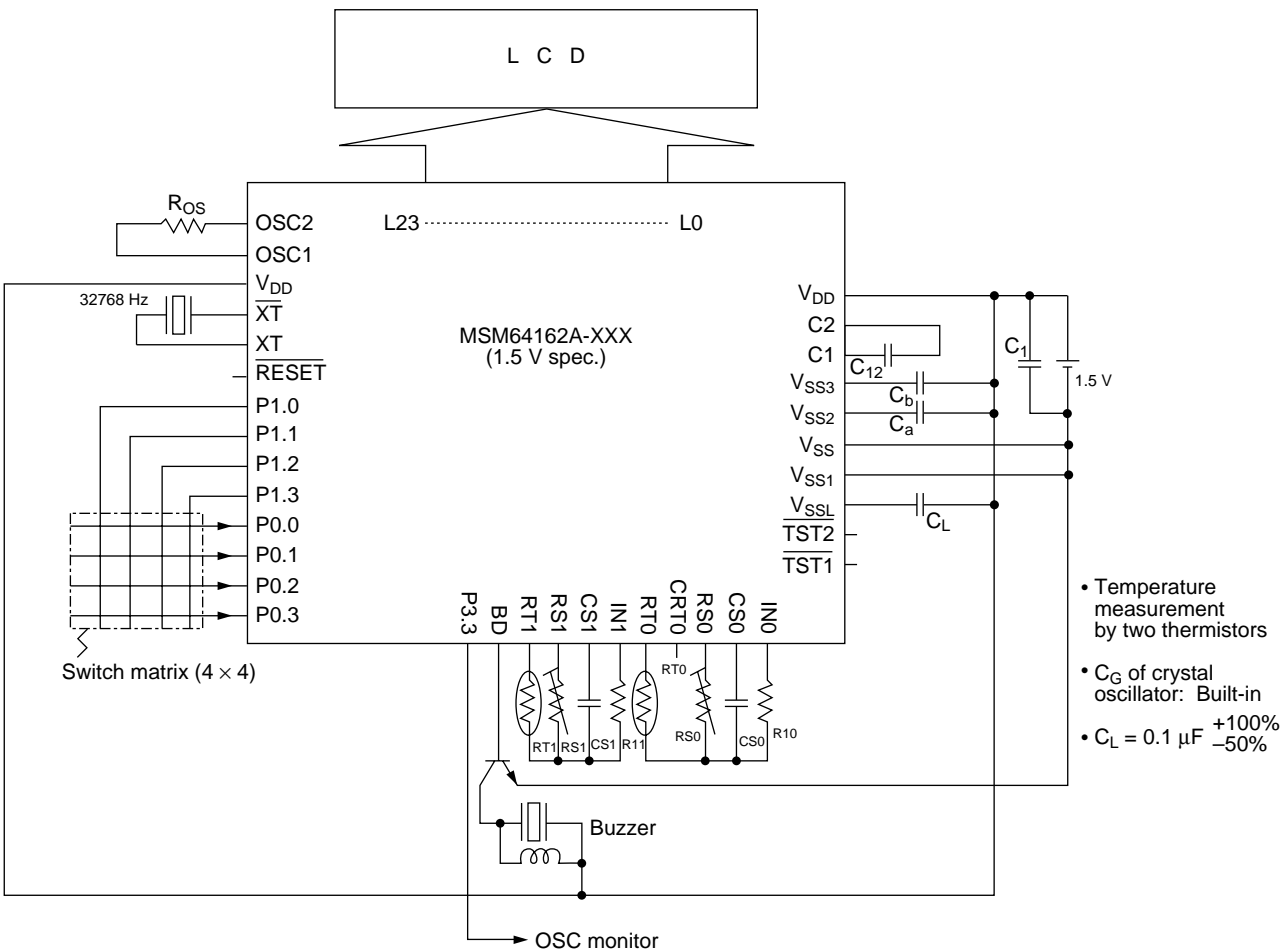 L C D
R_OS
OSC2
L23
L0
OSC1
V_DD
32768 Hz
X̅T̅
XT
R̅E̅S̅E̅T̅
P1.0
P1.1
P1.2
P1.3
P0.0
P0.1
P0.2
P0.3
Switch matrix (4 × 4)
MSM64162A-XXX
(1.5 V spec.)
V_DD
C2
C1
C_12
V_SS3
C_b
V_SS2
C_a
V_SS
V_SS1
V_SSL
C_L
T̅S̅T̅2̅
T̅S̅T̅1̅
C_1
1.5 V
P3.3
BD
RT1
RS1
CS1
IN1
RT0
CRT0
RS0
CS0
IN0
RT1
RS1
CS1
R11
RT0
RS0
CS0
R10
Buzzer
OSC monitor
• Temperature
measurement
by two thermistors
• C_G of crystal
oscillator: Built-in
• C_L = 0.1 μF +100% –50%